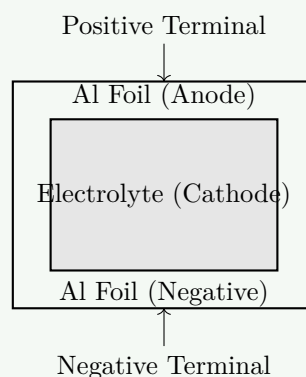 Positive Terminal
Al Foil (Anode)
Electrolyte (Cathode)
Al Foil (Negative)
Negative Terminal